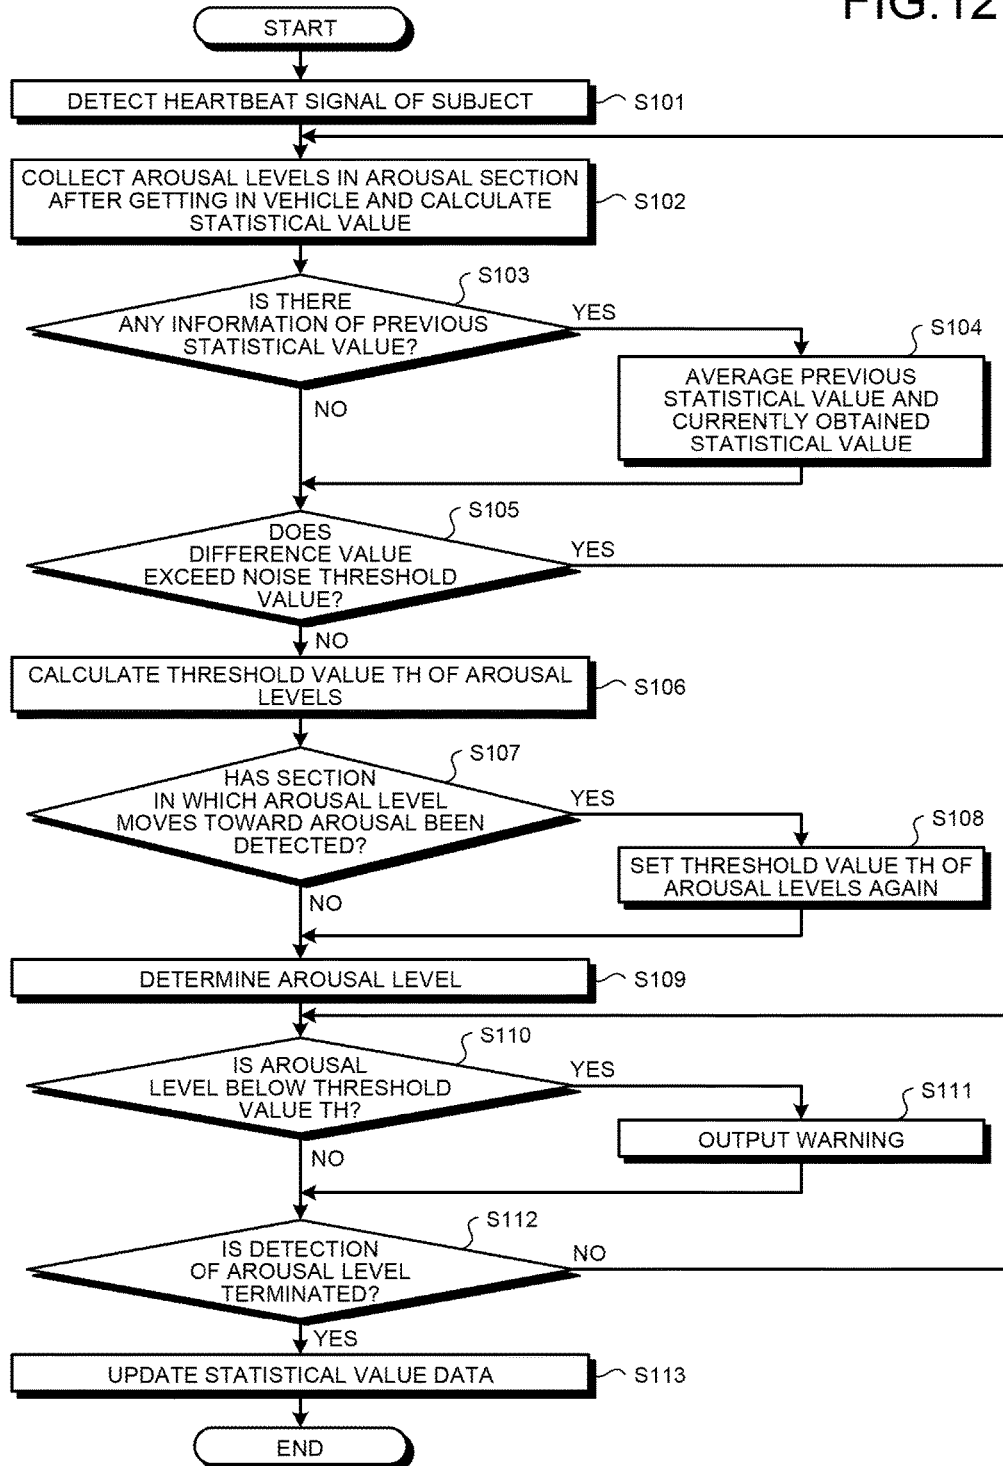 FIG.12
START
DETECT HEARTBEAT SIGNAL OF SUBJECT
S101
COLLECT AROUSAL LEVELS IN AROUSAL SECTION
AFTER GETTING IN VEHICLE AND CALCULATE
STATISTICAL VALUE
S102
S103
IS THERE
ANY INFORMATION OF PREVIOUS
STATISTICAL VALUE?
YES
NO
S104
AVERAGE PREVIOUS
STATISTICAL VALUE AND
CURRENTLY OBTAINED
STATISTICAL VALUE
S105
DOES
DIFFERENCE VALUE
EXCEED NOISE THRESHOLD
VALUE?
YES
NO
CALCULATE THRESHOLD VALUE TH OF AROUSAL
LEVELS
S106
S107
HAS SECTION
IN WHICH AROUSAL LEVEL
MOVES TOWARD AROUSAL BEEN
DETECTED?
YES
NO
S108
SET THRESHOLD VALUE TH OF
AROUSAL LEVELS AGAIN
DETERMINE AROUSAL LEVEL
S109
S110
IS AROUSAL
LEVEL BELOW THRESHOLD
VALUE TH?
YES
NO
S111
OUTPUT WARNING
S112
IS DETECTION
OF AROUSAL LEVEL
TERMINATED?
NO
YES
UPDATE STATISTICAL VALUE DATA
S113
END